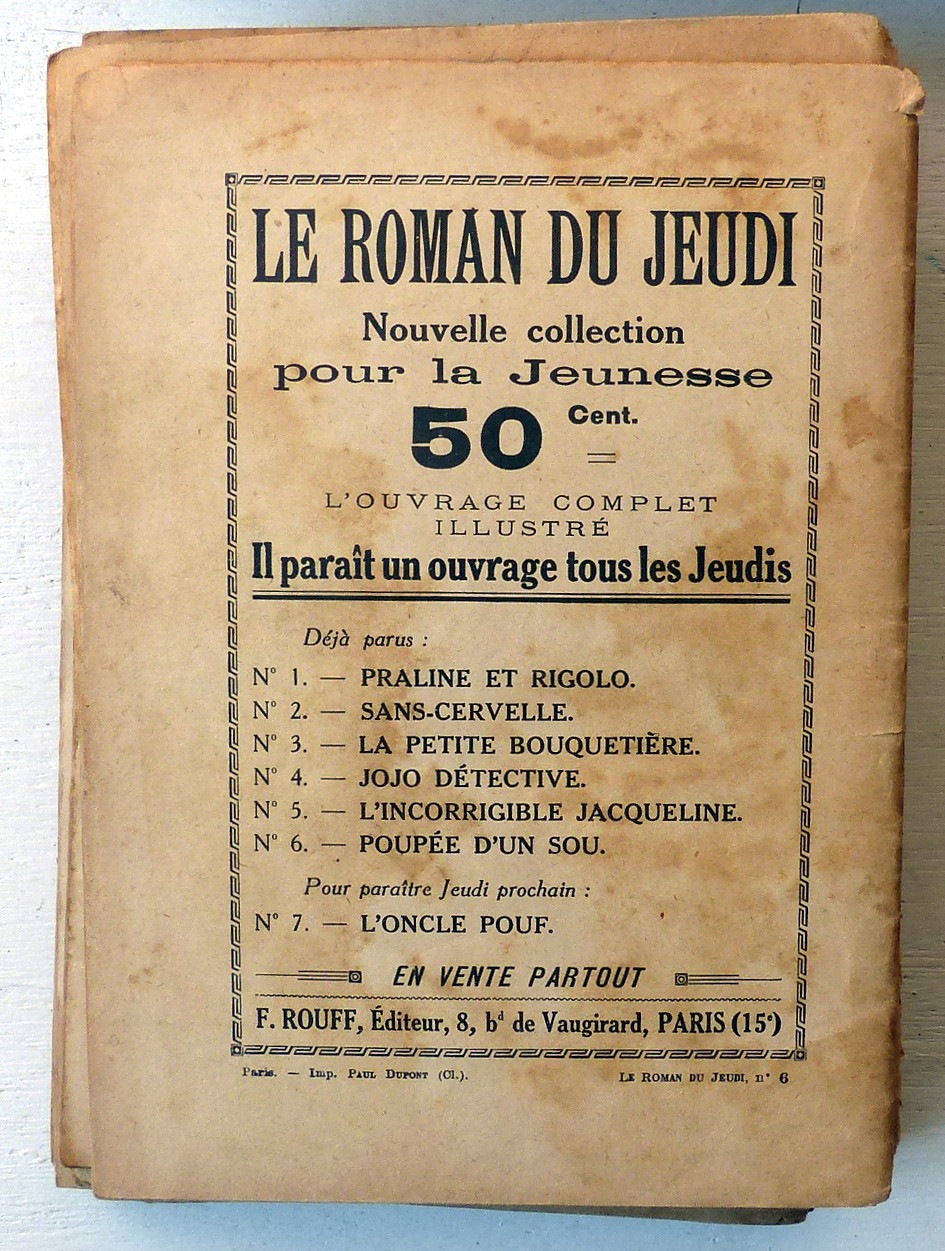 LE ROMAN DU JEUDI
Nouvelle collection
pour la Jeunesse
50 Cent.
L'OUVRAGE COMPLET
ILLUSTRÉ
Il paraît un ouvrage tous les Jeudis
Déjà parus :
N° 1. — PRALINE ET RIGOLO.
N° 2. — SANS-CERVELLE.
N° 3. — LA PETITE BOUQUETIÈRE.
N° 4. — JOJO DÉTECTIVE.
N° 5. — L'INCORRIGIBLE JACQUELINE.
N° 6. — POUPÉE D'UN SOU.
Pour paraître Jeudi prochain :
N° 7. — L'ONCLE POUF.
EN VENTE PARTOUT
F. ROUFF, Éditeur, 8, bd de Vaugirard, PARIS (15e)
Paris. — Imp. PAUL DUPONT (Cl.).
LE ROMAN DU JEUDI, n° 6